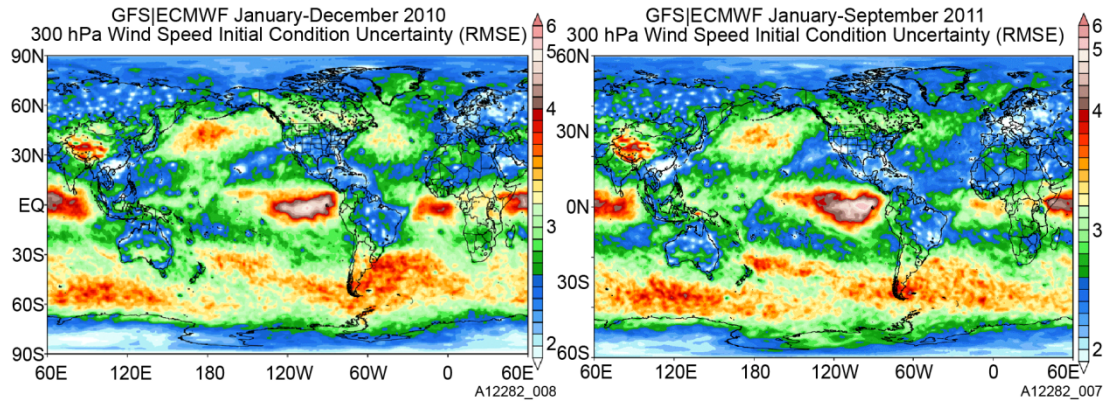 GFS|ECMWF January-December 2010
300 hPa Wind Speed Initial Condition Uncertainty (RMSE)
90N
60N
30N
EQ
30S
60S
90S
60E
120E
180
120W
60W
0
60E
6
5
4
3
2
A12282_008
GFS|ECMWF January-September 2011
300 hPa Wind Speed Initial Condition Uncertainty (RMSE)
60N
30N
0N
30S
60S
60E
120E
180
120W
60W
0
60E
6
5
4
3
2
A12282_007